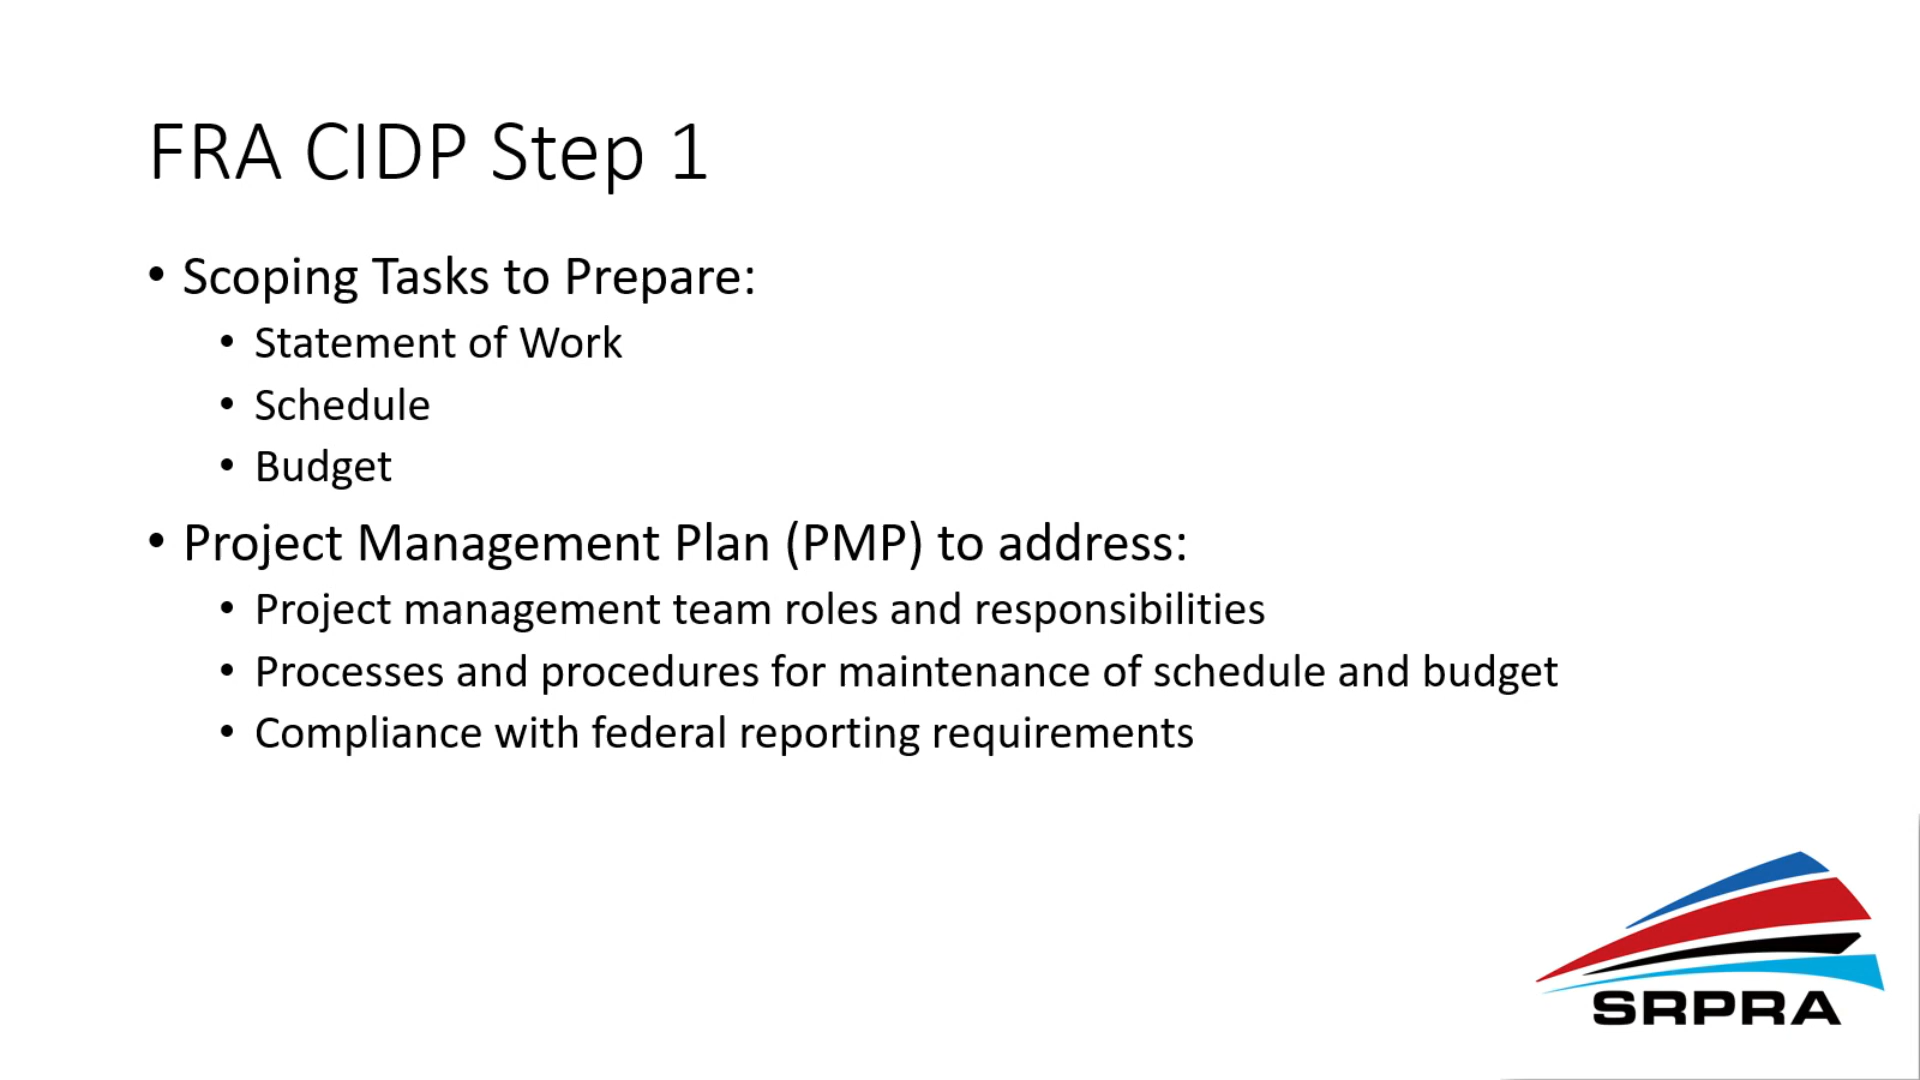 FRA CIDP Step 1
• Scoping Tasks to Prepare:
• Statement of Work
• Schedule
• Budget
• Project Management Plan (PMP) to address:
• Project management team roles and responsibilities
• Processes and procedures for maintenance of schedule and budget
• Compliance with federal reporting requirements
SRPRA